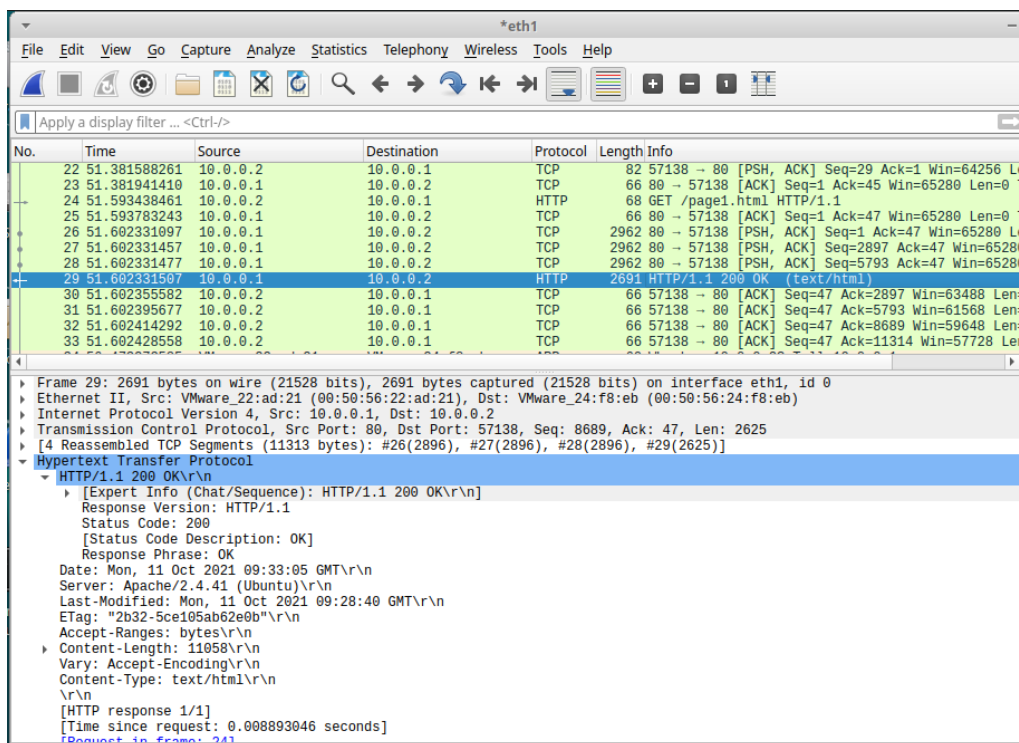 *eth1
File Edit View Go Capture Analyze Statistics Telephony Wireless Tools Help
Apply a display filter ... <Ctrl-/>
No. Time Source Destination Protocol Length Info
22 51.381588261 10.0.0.2 10.0.0.1 TCP 82 57138 → 80 [PSH, ACK] Seq=29 Ack=1 Win=64256 L
23 51.381941410 10.0.0.1 10.0.0.2 TCP 66 80 → 57138 [ACK] Seq=1 Ack=45 Win=65280 Len=0
24 51.593438461 10.0.0.2 10.0.0.1 HTTP 68 GET /page1.html HTTP/1.1
25 51.593783243 10.0.0.1 10.0.0.2 TCP 66 80 → 57138 [ACK] Seq=1 Ack=47 Win=65280 Len=0
26 51.602331097 10.0.0.1 10.0.0.2 TCP 2962 80 → 57138 [PSH, ACK] Seq=1 Ack=47 Win=65280 L
27 51.602331457 10.0.0.1 10.0.0.2 TCP 2962 80 → 57138 [PSH, ACK] Seq=2897 Ack=47 Win=6528
28 51.602331477 10.0.0.1 10.0.0.2 TCP 2962 80 → 57138 [PSH, ACK] Seq=5793 Ack=47 Win=6528
29 51.602331507 10.0.0.1 10.0.0.2 HTTP 2691 HTTP/1.1 200 OK (text/html)
30 51.602355582 10.0.0.2 10.0.0.1 TCP 66 57138 → 80 [ACK] Seq=47 Ack=2897 Win=63488 Len=
31 51.602395677 10.0.0.2 10.0.0.1 TCP 66 57138 → 80 [ACK] Seq=47 Ack=5793 Win=61568 Len=
32 51.602414292 10.0.0.2 10.0.0.1 TCP 66 57138 → 80 [ACK] Seq=47 Ack=8689 Win=59648 Len=
33 51.602428558 10.0.0.2 10.0.0.1 TCP 66 57138 → 80 [ACK] Seq=47 Ack=11314 Win=57728 Len
Frame 29: 2691 bytes on wire (21528 bits), 2691 bytes captured (21528 bits) on interface eth1, id 0
Ethernet II, Src: VMware_22:ad:21 (00:50:56:22:ad:21), Dst: VMware_24:f8:eb (00:50:56:24:f8:eb)
Internet Protocol Version 4, Src: 10.0.0.1, Dst: 10.0.0.2
Transmission Control Protocol, Src Port: 80, Dst Port: 57138, Seq: 8689, Ack: 47, Len: 2625
[4 Reassembled TCP Segments (11313 bytes): #26(2896), #27(2896), #28(2896), #29(2625)]
Hypertext Transfer Protocol
HTTP/1.1 200 OK\r\n
[Expert Info (Chat/Sequence): HTTP/1.1 200 OK\r\n]
Response Version: HTTP/1.1
Status Code: 200
[Status Code Description: OK]
Response Phrase: OK
Date: Mon, 11 Oct 2021 09:33:05 GMT\r\n
Server: Apache/2.4.41 (Ubuntu)\r\n
Last-Modified: Mon, 11 Oct 2021 09:28:40 GMT\r\n
ETag: "2b32-5ce105ab62e0b"\r\n
Accept-Ranges: bytes\r\n
Content-Length: 11058\r\n
Vary: Accept-Encoding\r\n
Content-Type: text/html\r\n
\r\n
[HTTP response 1/1]
[Time since request: 0.008893046 seconds]
[Request in frame: 24]